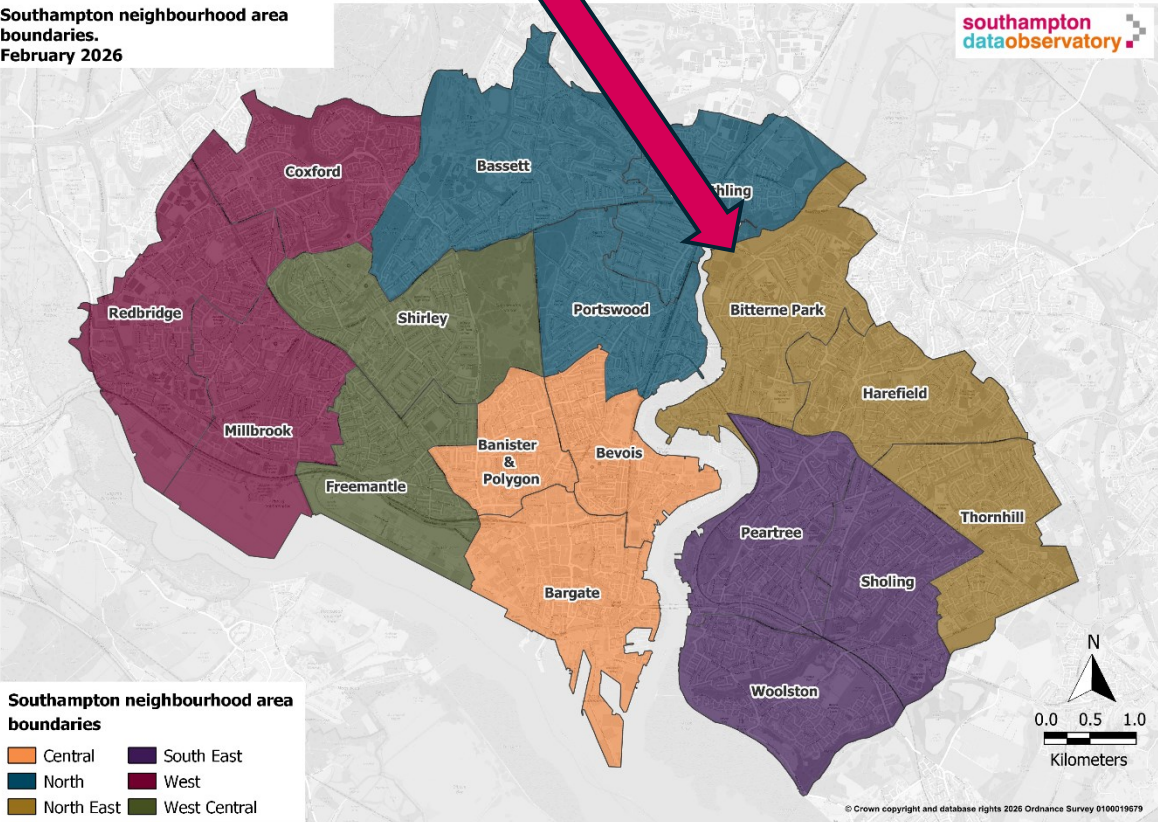 Southampton neighbourhood area
boundaries.
February 2026
southampton
dataobservatory
Coxford
Bassett
hling
Redbridge
Shirley
Portswood
Bitterne Park
Harefield
Millbrook
Banister
&
Polygon
Bevois
Freemantle
Thornhill
Peartree
Sholing
Bargate
Woolston
N
0.0 0.5 1.0
Kilometers
Southampton neighbourhood area
boundaries
Central
South East
North
West
North East
West Central
© Crown copyright and database rights 2026 Ordnance Survey 0100019679